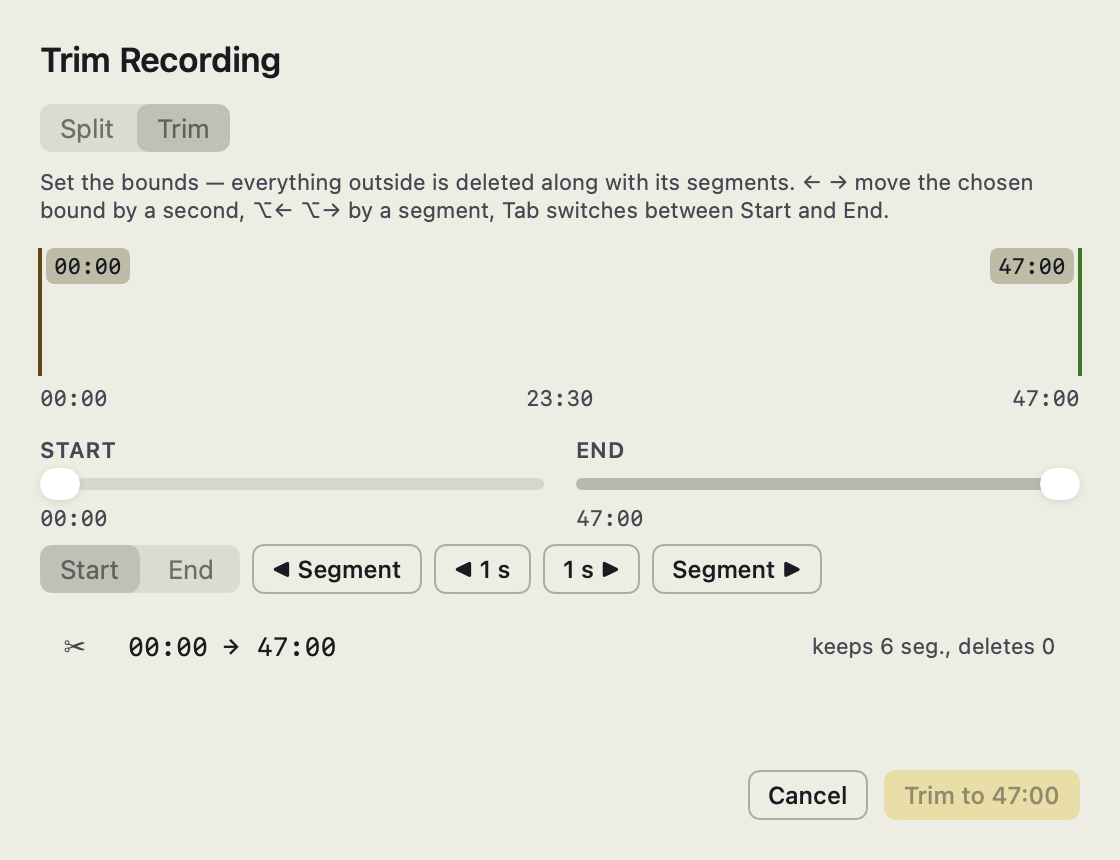 Trim Recording
Split Trim
Set the bounds — everything outside is deleted along with its segments. ← → move the chosen
bound by a second, ⌥← ⌥→ by a segment, Tab switches between Start and End.
00:00 47:00
00:00 23:30 47:00
START END
00:00 47:00
Start End ◀ Segment ◀ 1 s 1 s ▶ Segment ▶
✂ 00:00 → 47:00 keeps 6 seg., deletes 0
Cancel Trim to 47:00